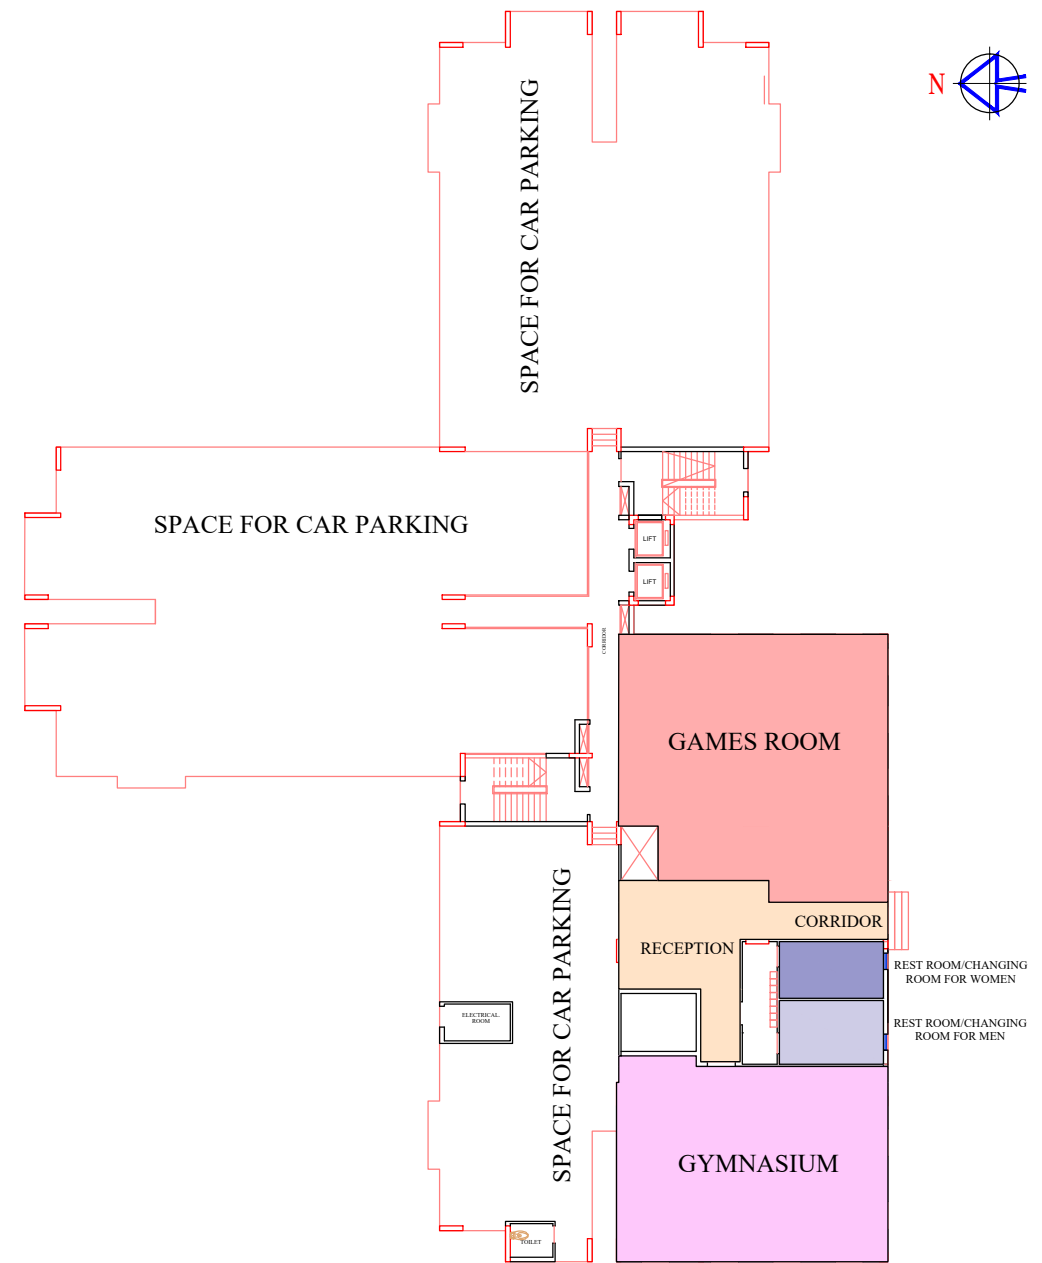 N
SPACE FOR CAR PARKING
SPACE FOR CAR PARKING
LIFT
LIFT
CORRIDOR
GAMES ROOM
SPACE FOR CAR PARKING
CORRIDOR
RECEPTION
REST ROOM/CHANGING
ROOM FOR WOMEN
ELECTRICAL
ROOM
REST ROOM/CHANGING
ROOM FOR MEN
GYMNASIUM
TOILET